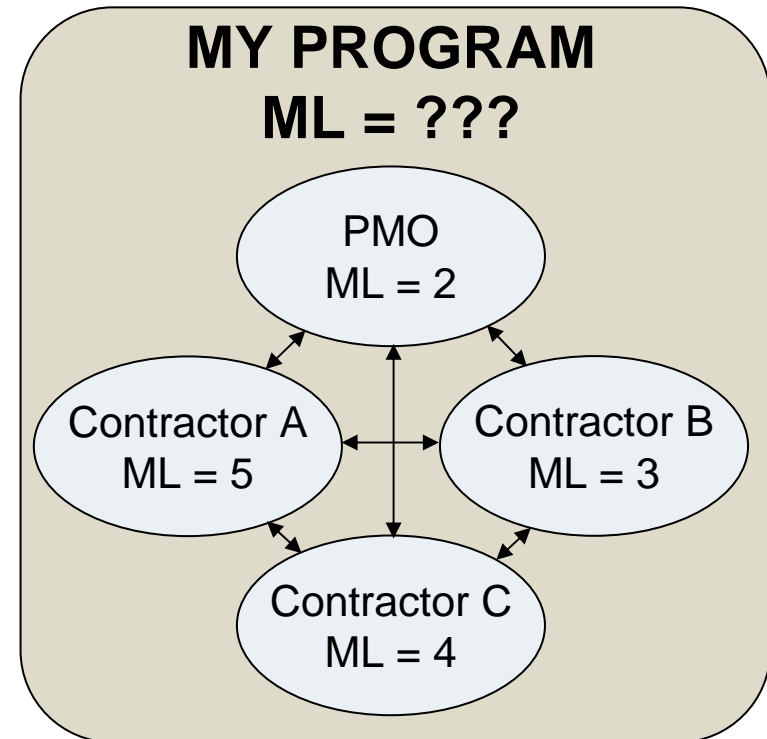 MY PROGRAM
ML = ???
PMO
ML = 2
Contractor A
ML = 5
Contractor B
ML = 3
Contractor C
ML = 4